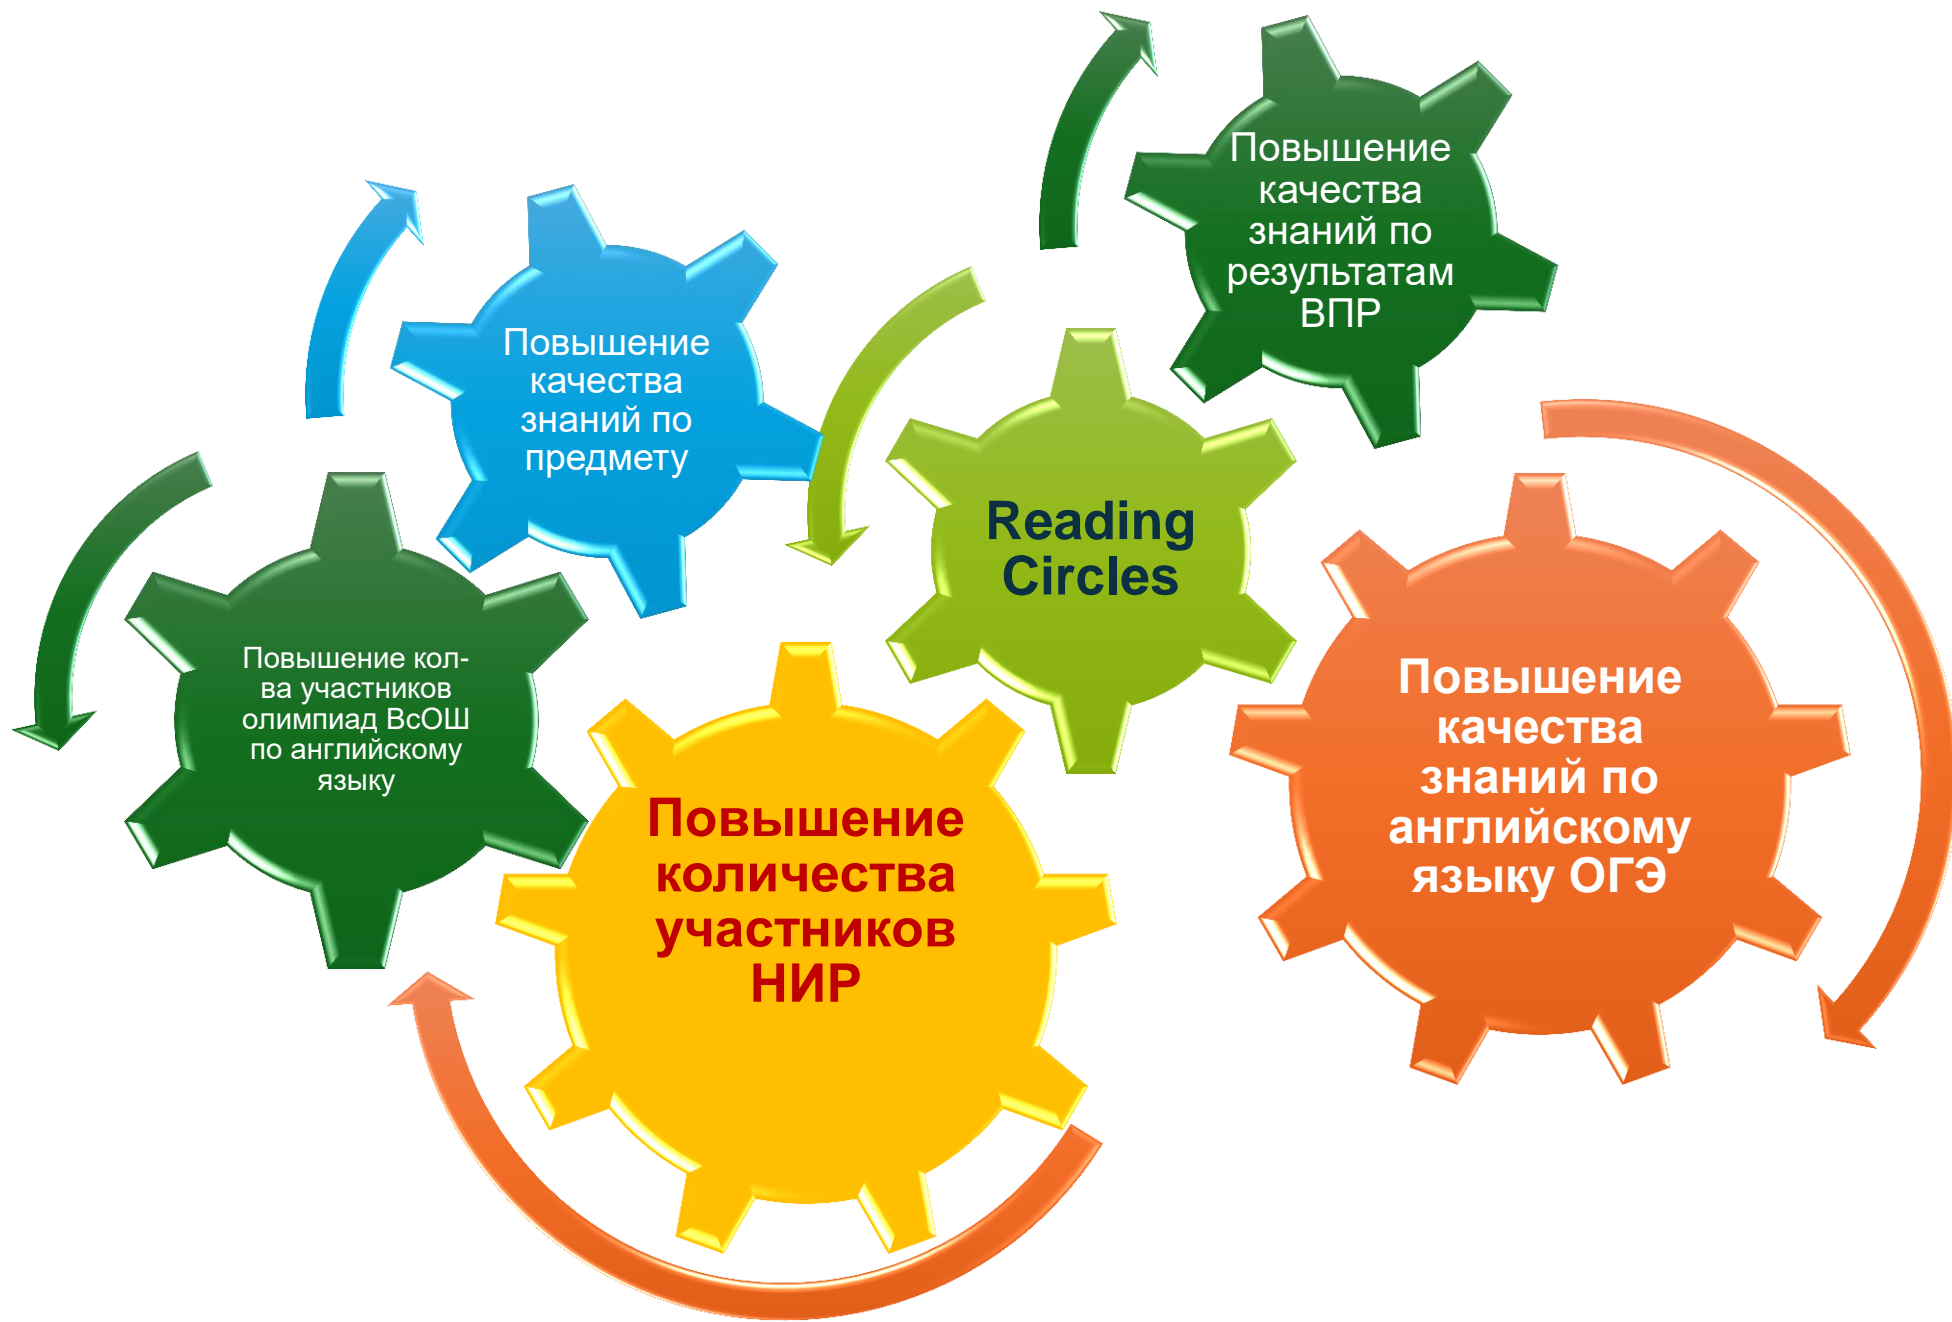 Повышение
качества
знаний по
результатам
ВПР
Повышение
качества
знаний по
предмету
Reading
Circles
Повышение кол-
ва участников
олимпиад ВсОШ
по английскому
языку
Повышение
качества
знаний по
английскому
языку ОГЭ
Повышение
количества
участников
НИР